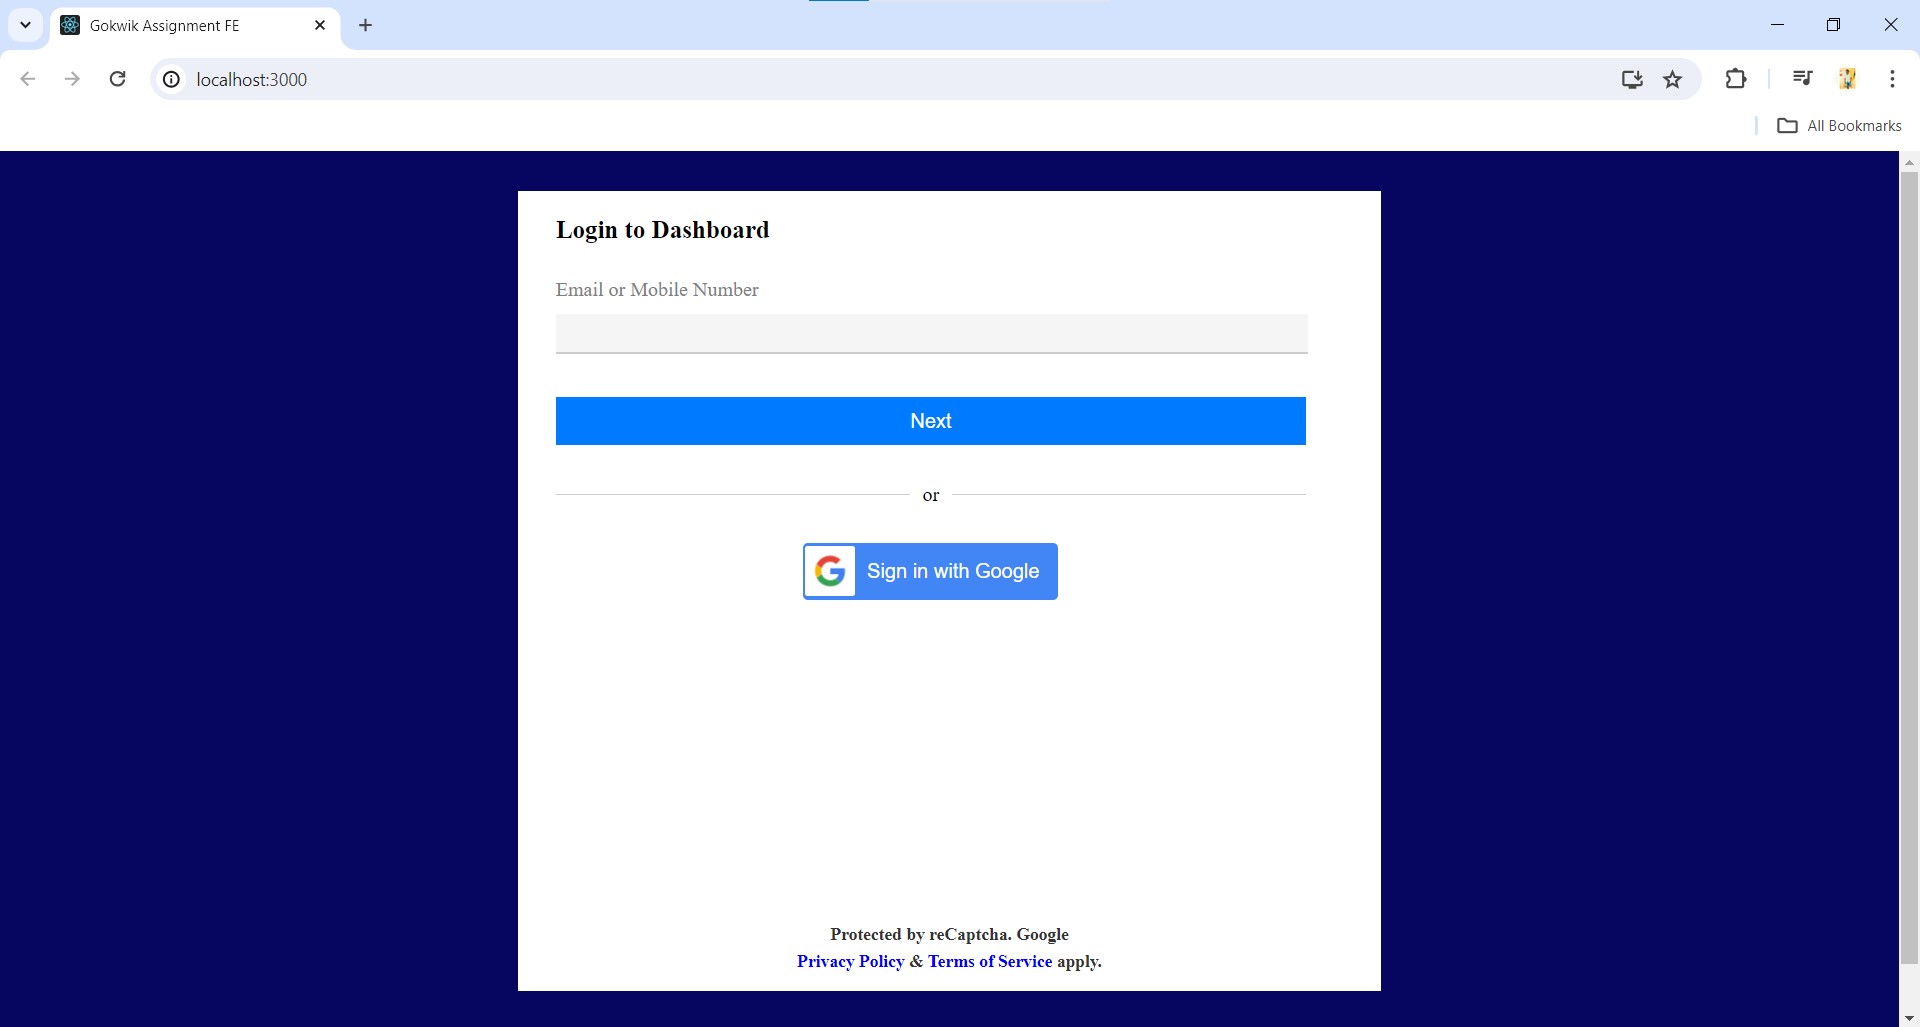 Gokwik Assignment FE
localhost:3000
All Bookmarks
Login to Dashboard
Email or Mobile Number
Next
or
Sign in with Google
Protected by reCaptcha. Google
Privacy Policy & Terms of Service apply.